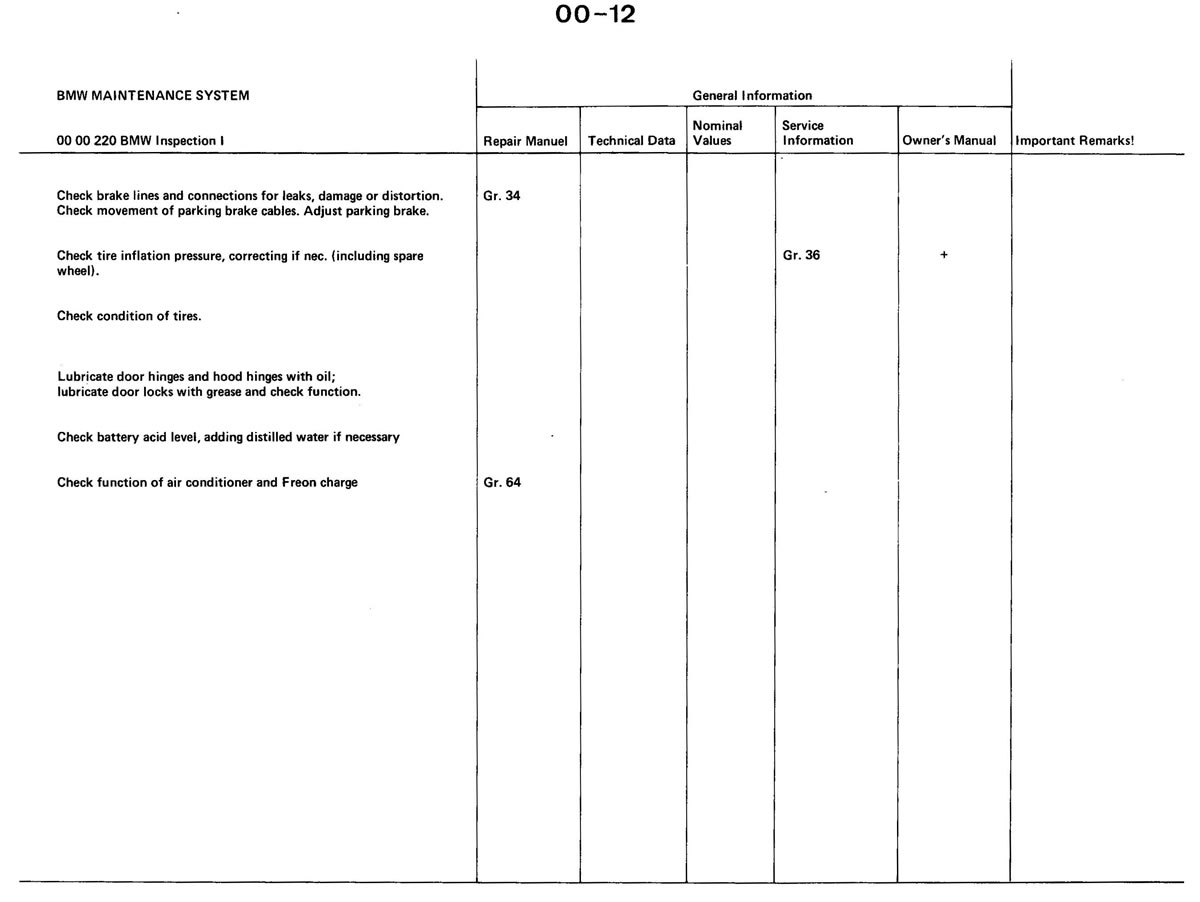 00-12
BMW MAINTENANCE SYSTEM
General Information
00 00 220 BMW Inspection I
Repair Manuel
Technical Data
Nominal
Values
Service
Information
Owner's Manual
Important Remarks!
Check brake lines and connections for leaks, damage or distortion.
Gr. 34
Check movement of parking brake cables. Adjust parking brake.
Check tire inflation pressure, correcting if nec. (including spare
Gr. 36
+
wheel).
Check condition of tires.
Lubricate door hinges and hood hinges with oil;
lubricate door locks with grease and check function.
Check battery acid level, adding distilled water if necessary
Check function of air conditioner and Freon charge
Gr. 64